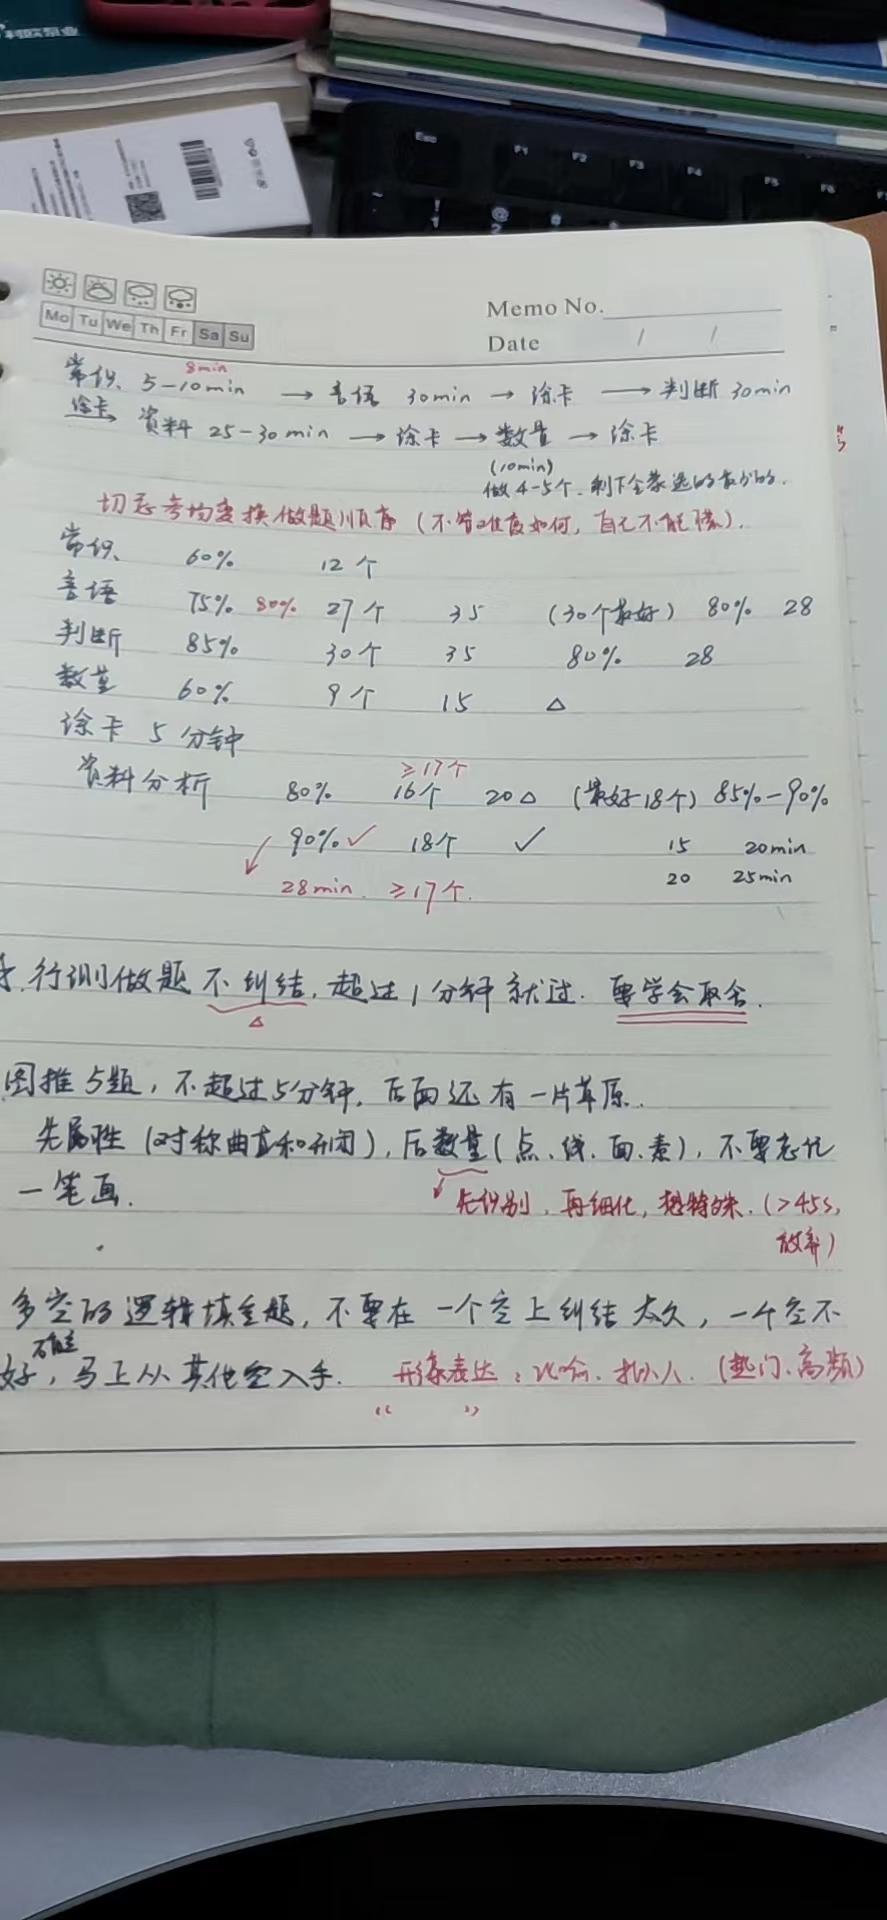 Esc F1 F2 F3 F4 F5 F6
! 1 @ 2 #
Memo No.
Mo Tu We Th Fr Sa Su
Date / /
8min
常识 5-10min → 言语 30min → 涂卡 → 判断 30min
涂卡→ 资料 25-30min → 涂卡 → 数量 → 涂卡
(10min)
做4-5个. 剩下全蒙选的最少的.
切忌考场变换做题顺序 (不管难度如何, 自己不能慌).
常识 60% 12个
言语 75% 80% 27个 35 (30个最好) 80% 28
判断 85% 30个 35 80% 28
数量 60% 9个 15 △
涂卡 5分钟
≥17个
资料分析 80% 16个 20△ (最好18个) 85%-90%
90%✓ 18个 ✓ 15 20min
28min. ≥17个. 20 25min
行测做题不纠结, 超过1分钟就过. 要学会取舍.
△
图推5题, 不超过5分钟, 后面还有一片草原.
先属性 (对称曲直和开闭), 后数量 (点、线、面、素), 不要忘记
一笔画.
先识别, 再细化, 想特殊. (>45s, 放弃)
多空的逻辑填空题, 不要在一个空上纠结太久, 一个空不
好, 马上从其他空入手. 形象表达: 比喻、拟人. (热门、高频)
“ ”